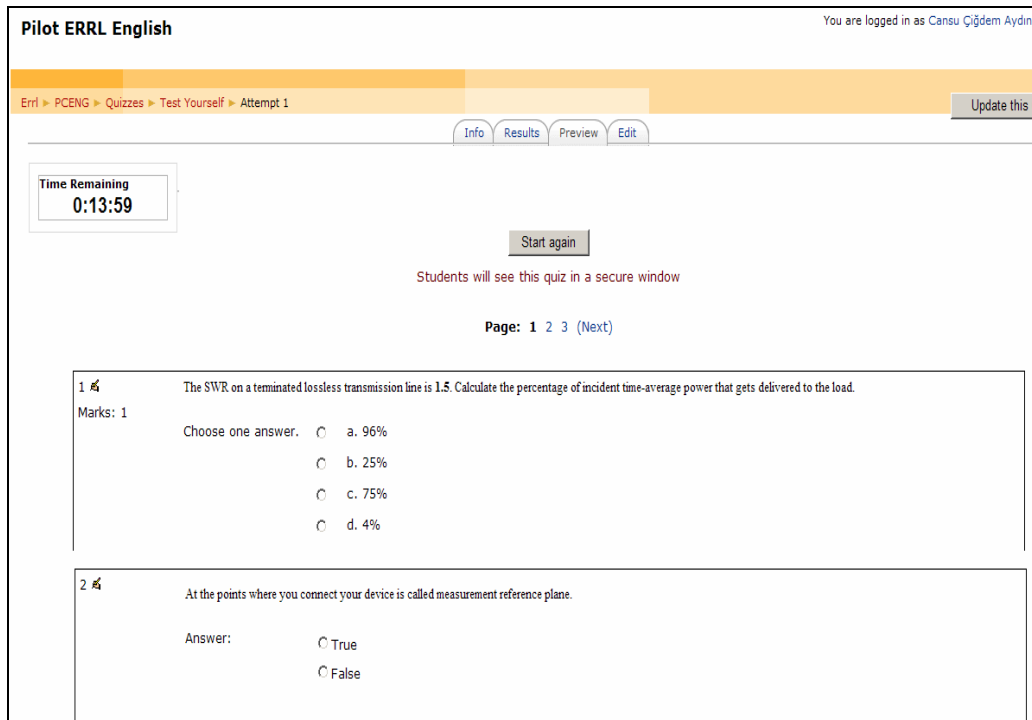 Pilot ERRL English
You are logged in as Cansu Çiğdem Aydın
Errl ► PCENG ► Quizzes ► Test Yourself ► Attempt 1
Update this
Info Results Preview Edit
Time Remaining
0:13:59
Start again
Students will see this quiz in a secure window
Page: 1 2 3 (Next)
1 The SWR on a terminated lossless transmission line is 1.5. Calculate the percentage of incident time-average power that gets delivered to the load.
Marks: 1
Choose one answer. a. 96%
b. 25%
c. 75%
d. 4%
2
At the points where you connect your device is called measurement reference plane.
Answer: True
False